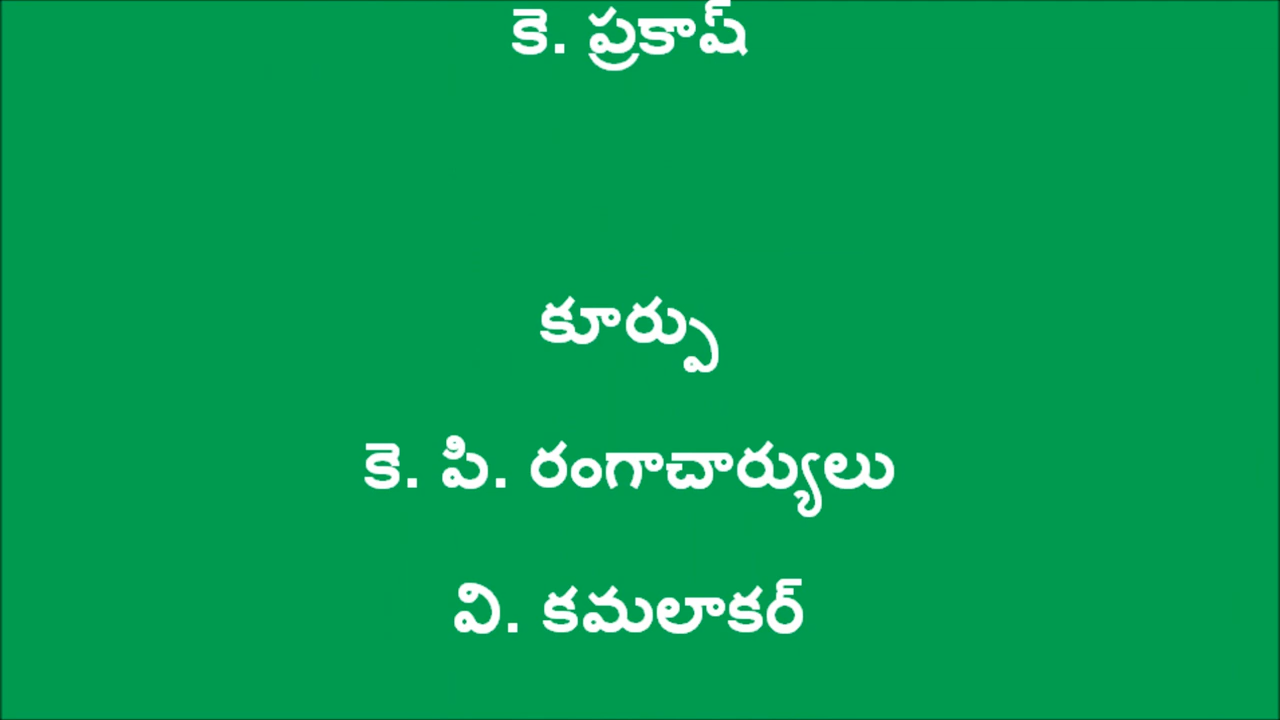 కె. ప్రకాష్
కూర్పు
కె. పి. రంగాచార్యులు
వి. కమలాకర్